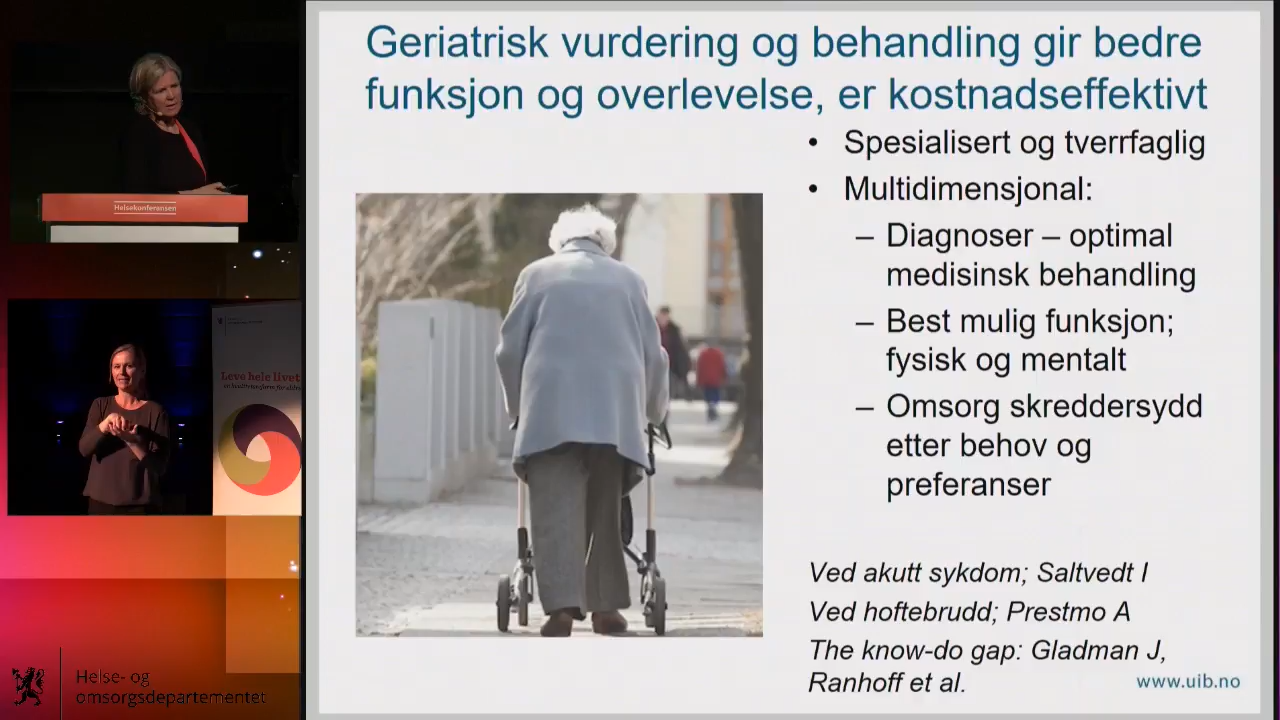 Geriatrisk vurdering og behandling gir bedre
funksjon og overlevelse, er kostnadseffektivt
• Spesialisert og tverrfaglig
• Multidimensjonal:
– Diagnoser – optimal
medisinsk behandling
– Best mulig funksjon;
fysisk og mentalt
– Omsorg skreddersydd
etter behov og
preferanser
Ved akutt sykdom; Saltvedt I
Ved hoftebrudd; Prestmo A
The know-do gap: Gladman J,
Ranhoff et al.
www.uib.no
Helsekonferansen
Leve hele livet
Helse- og
omsorgsdepartementet